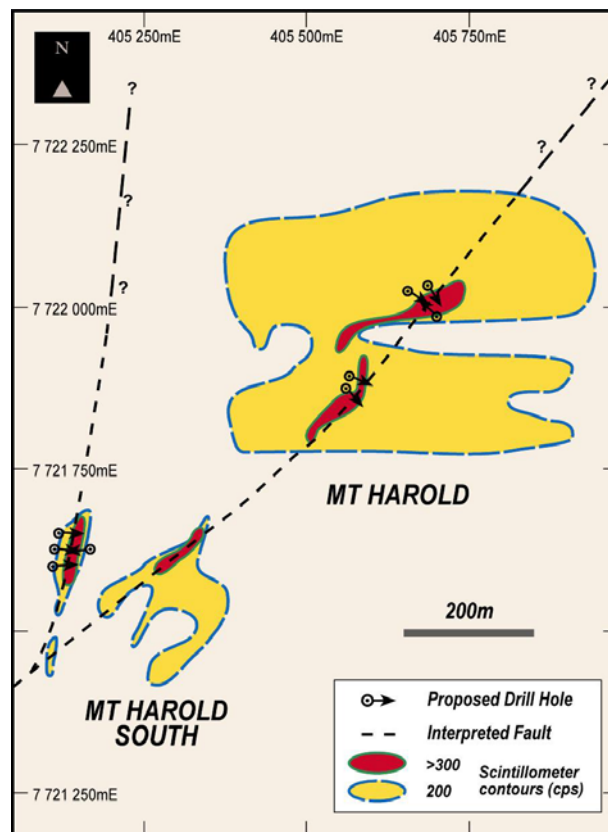 405 250mE 405 500mE 405 750mE
N
?
?
?
7 722 250mE
?
?
?
7 722 000mE
7 721 750mE
MT HAROLD
200m
MT HAROLD
SOUTH
Proposed Drill Hole
Interpreted Fault
>300
200
Scintillometer
contours (cps)
7 721 250mE